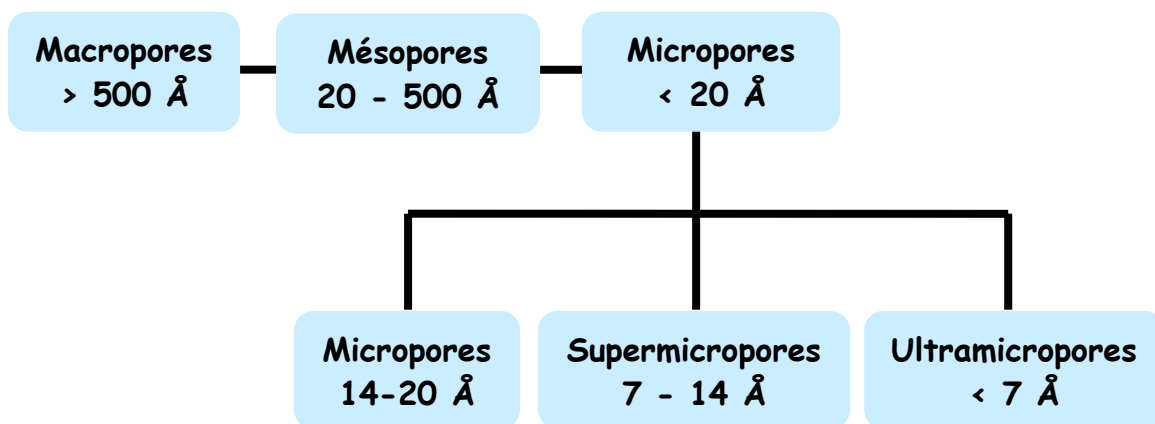 Macropores
> 500 Å
Mésopores
20 - 500 Å
Micropores
< 20 Å
Micropores
14-20 Å
Supermicropores
7 - 14 Å
Ultramicropores
< 7 Å